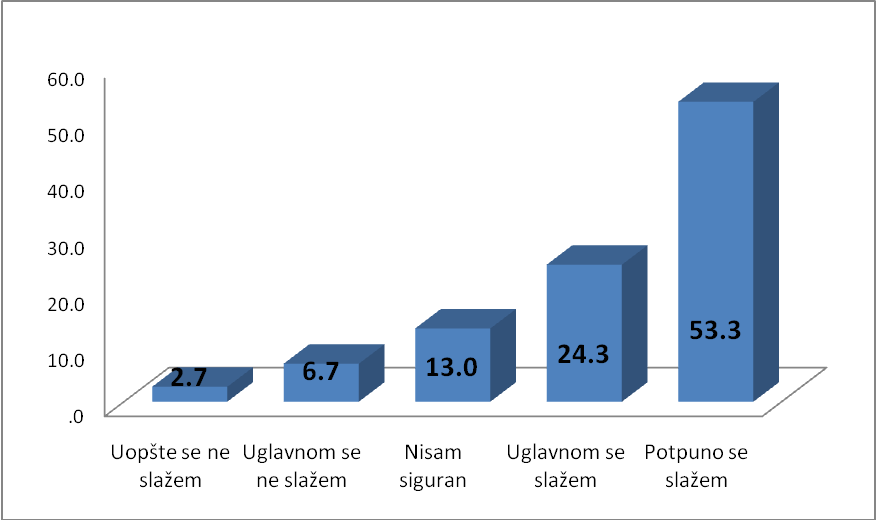 60.0
50.0
40.0
30.0
20.0
10.0
.0
2.7
6.7
13.0
24.3
53.3
Uopšte se ne
slažem
Uglavnom se
ne slažem
Nisam
siguran
Uglavnom se
slažem
Potpuno se
slažem